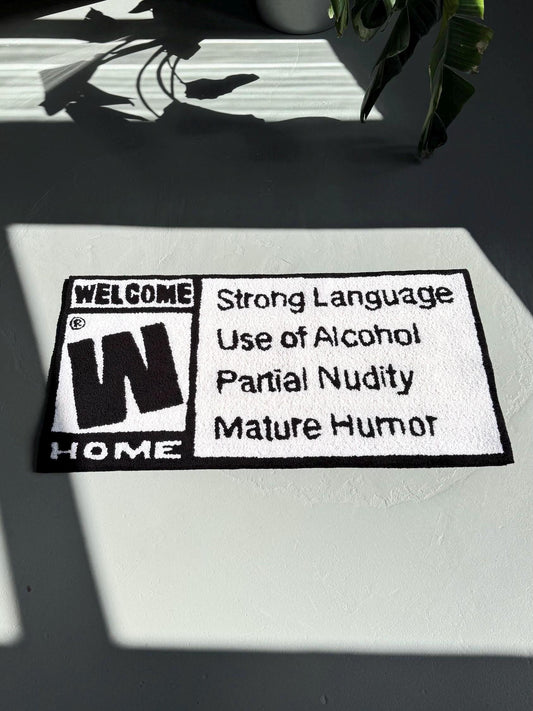 WELCOME
®
W
HOME
Strong Language
Use of Alcohol
Partial Nudity
Mature Humor